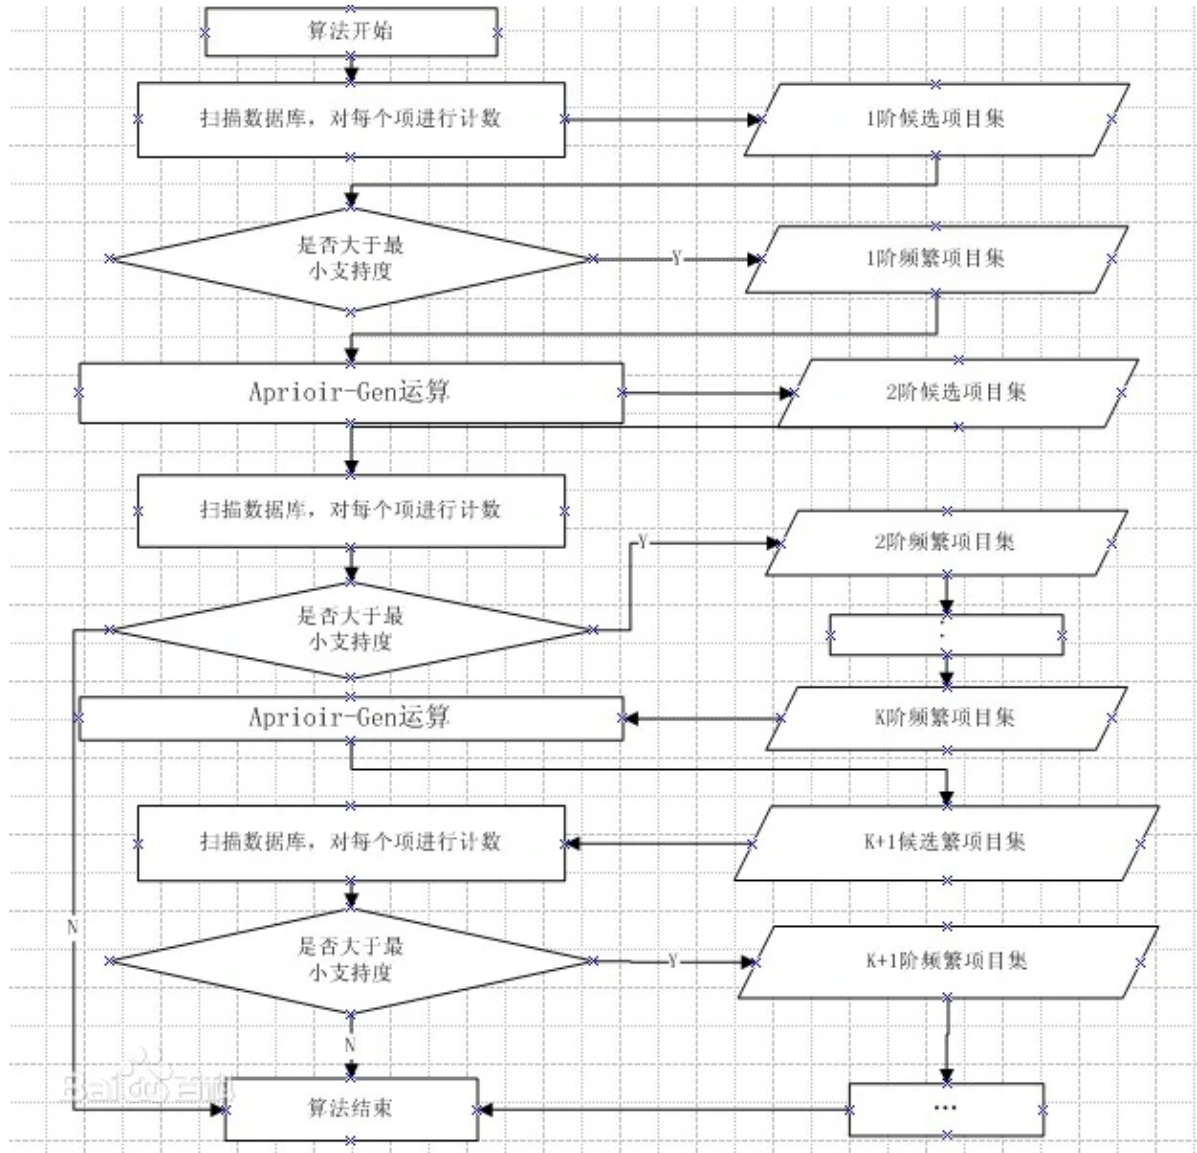 算法开始
扫描数据库，对每个项进行计数
1阶候选项目集
是否大于最
小支持度
Y
1阶频繁项目集
Aprioir-Gen运算
2阶候选项目集
扫描数据库，对每个项进行计数
Y
2阶频繁项目集
是否大于最
小支持度
Aprioir-Gen运算
K阶频繁项目集
扫描数据库，对每个项进行计数
K+1候选繁项目集
N
是否大于最
小支持度
Y
K+1阶频繁项目集
N
Baidu百科
算法结束
...